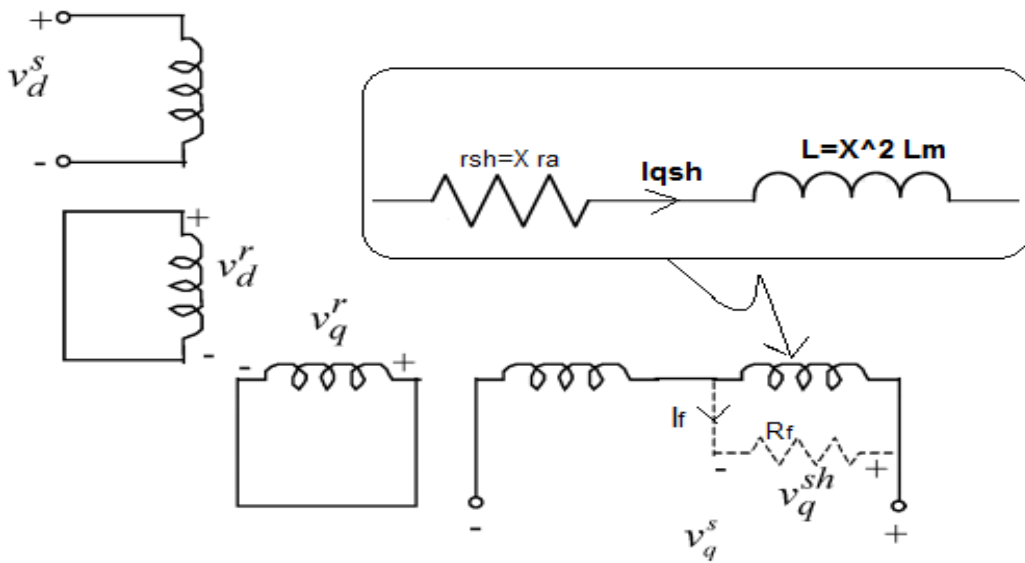 +
v_d^s
-
rsh=X ra
Iqsh
L=X^2 Lm
+
v_d^r
-
v_q^r
-
+
If
Rf
-
+
v_q^sh
-
v_q^s
+